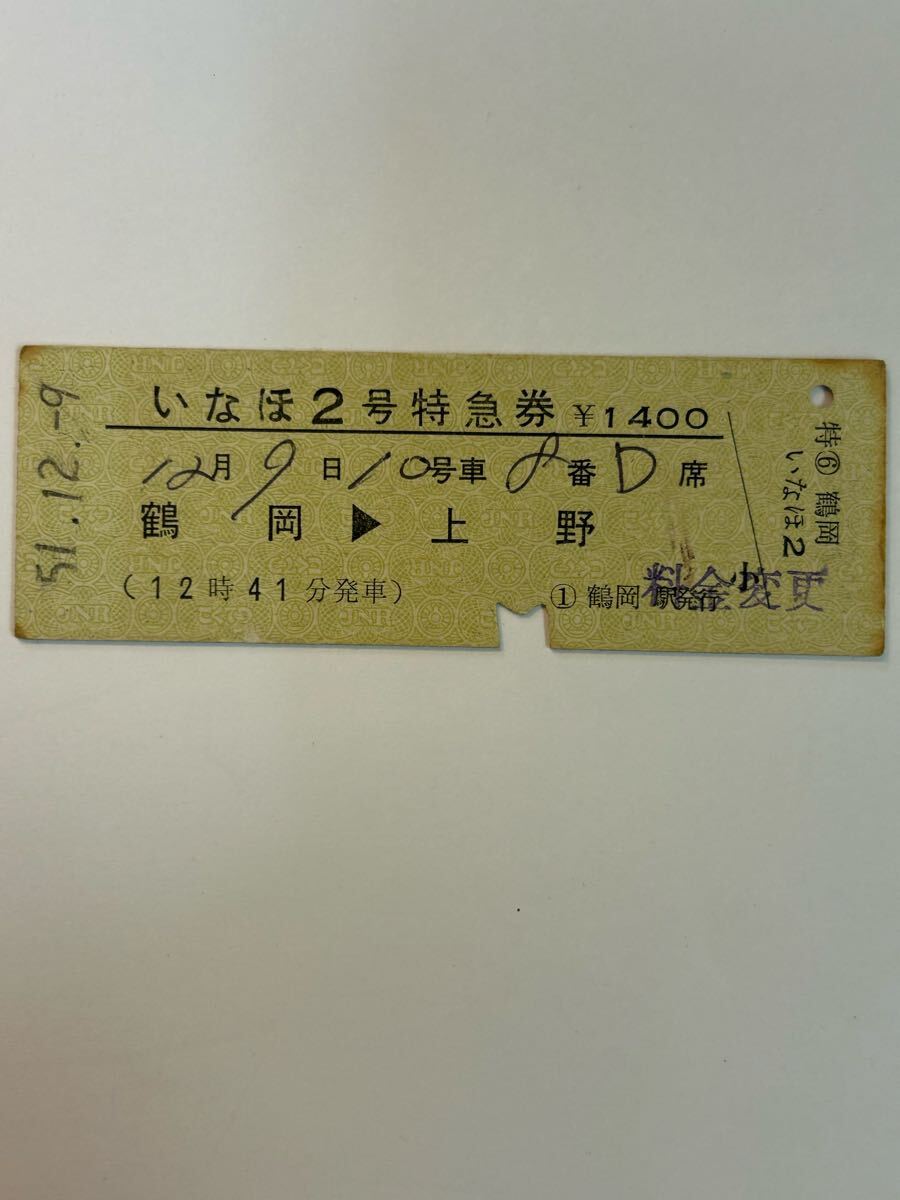 51.12.-9
いなほ2号特急券 ¥1400
12月9日10号車8番D席
鶴岡▶上野
(12時41分発車)
① 鶴岡駅発行
料金変更
小
特⑥ 鶴岡
いなほ2